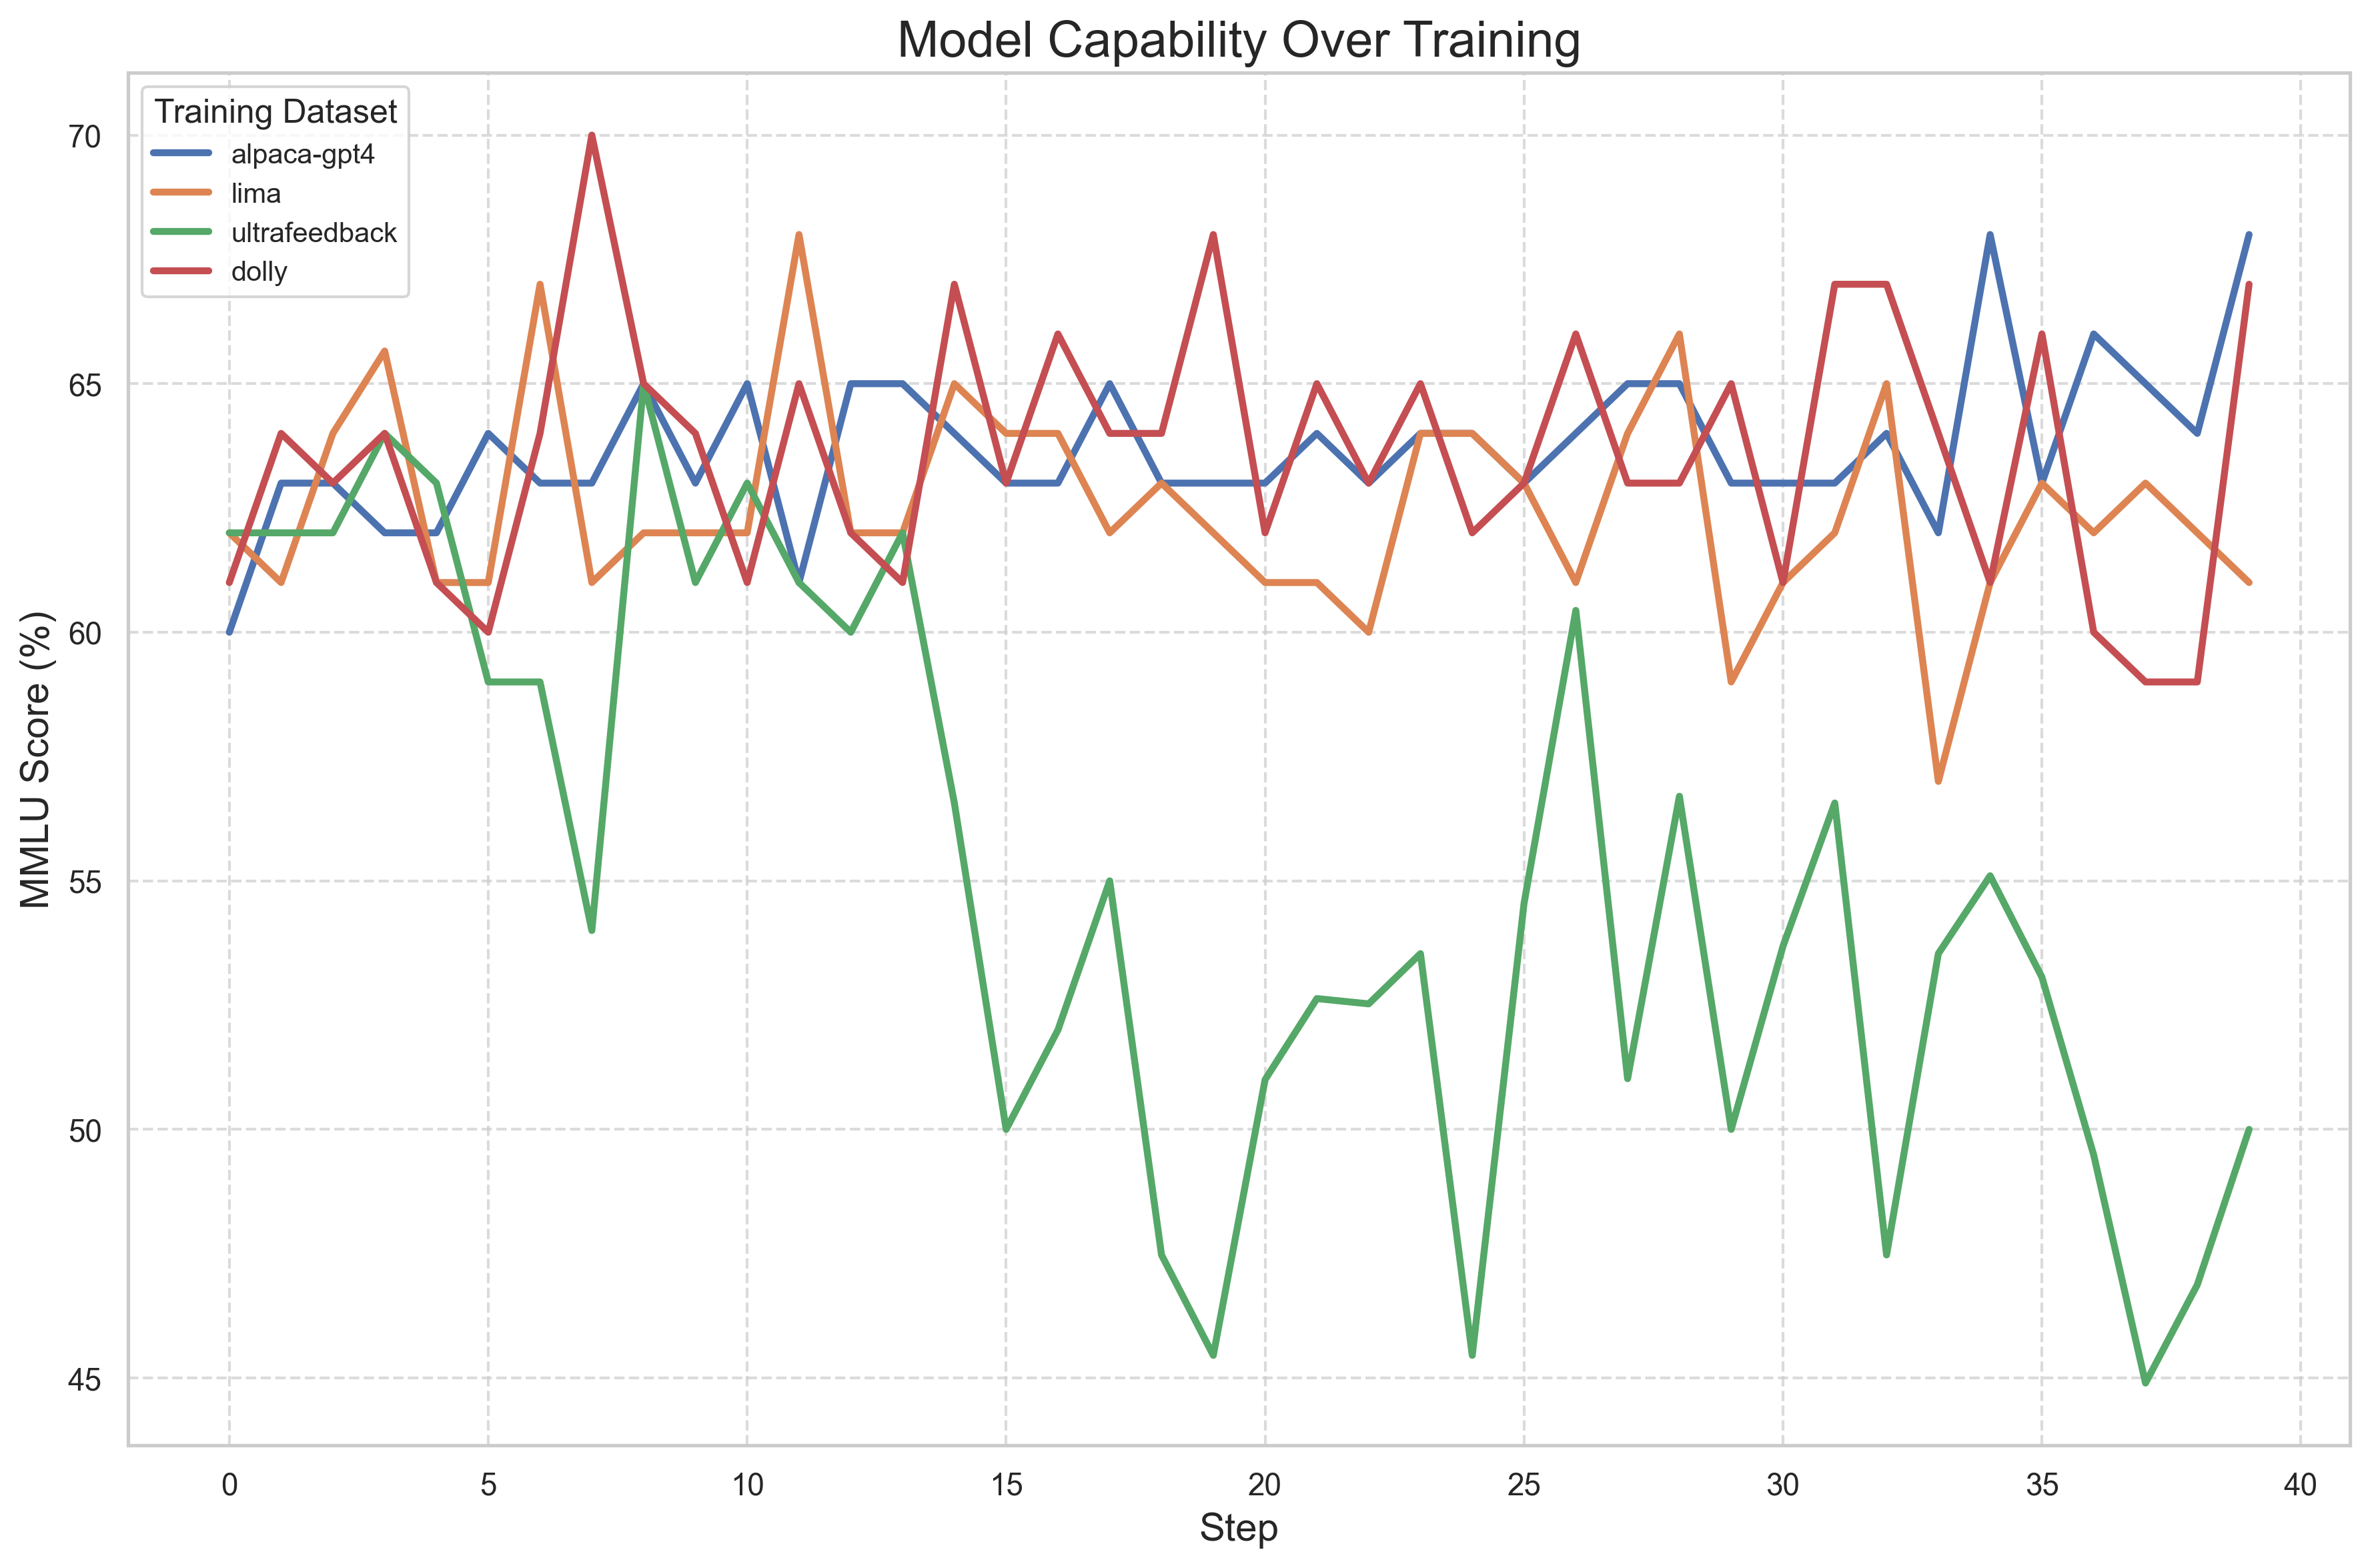 Model Capability Over Training
Training Dataset
alpaca-gpt4
lima
ultrafeedback
dolly
MMLU Score (%)
70
65
60
55
50
45
0 5 10 15 20 25 30 35 40
Step